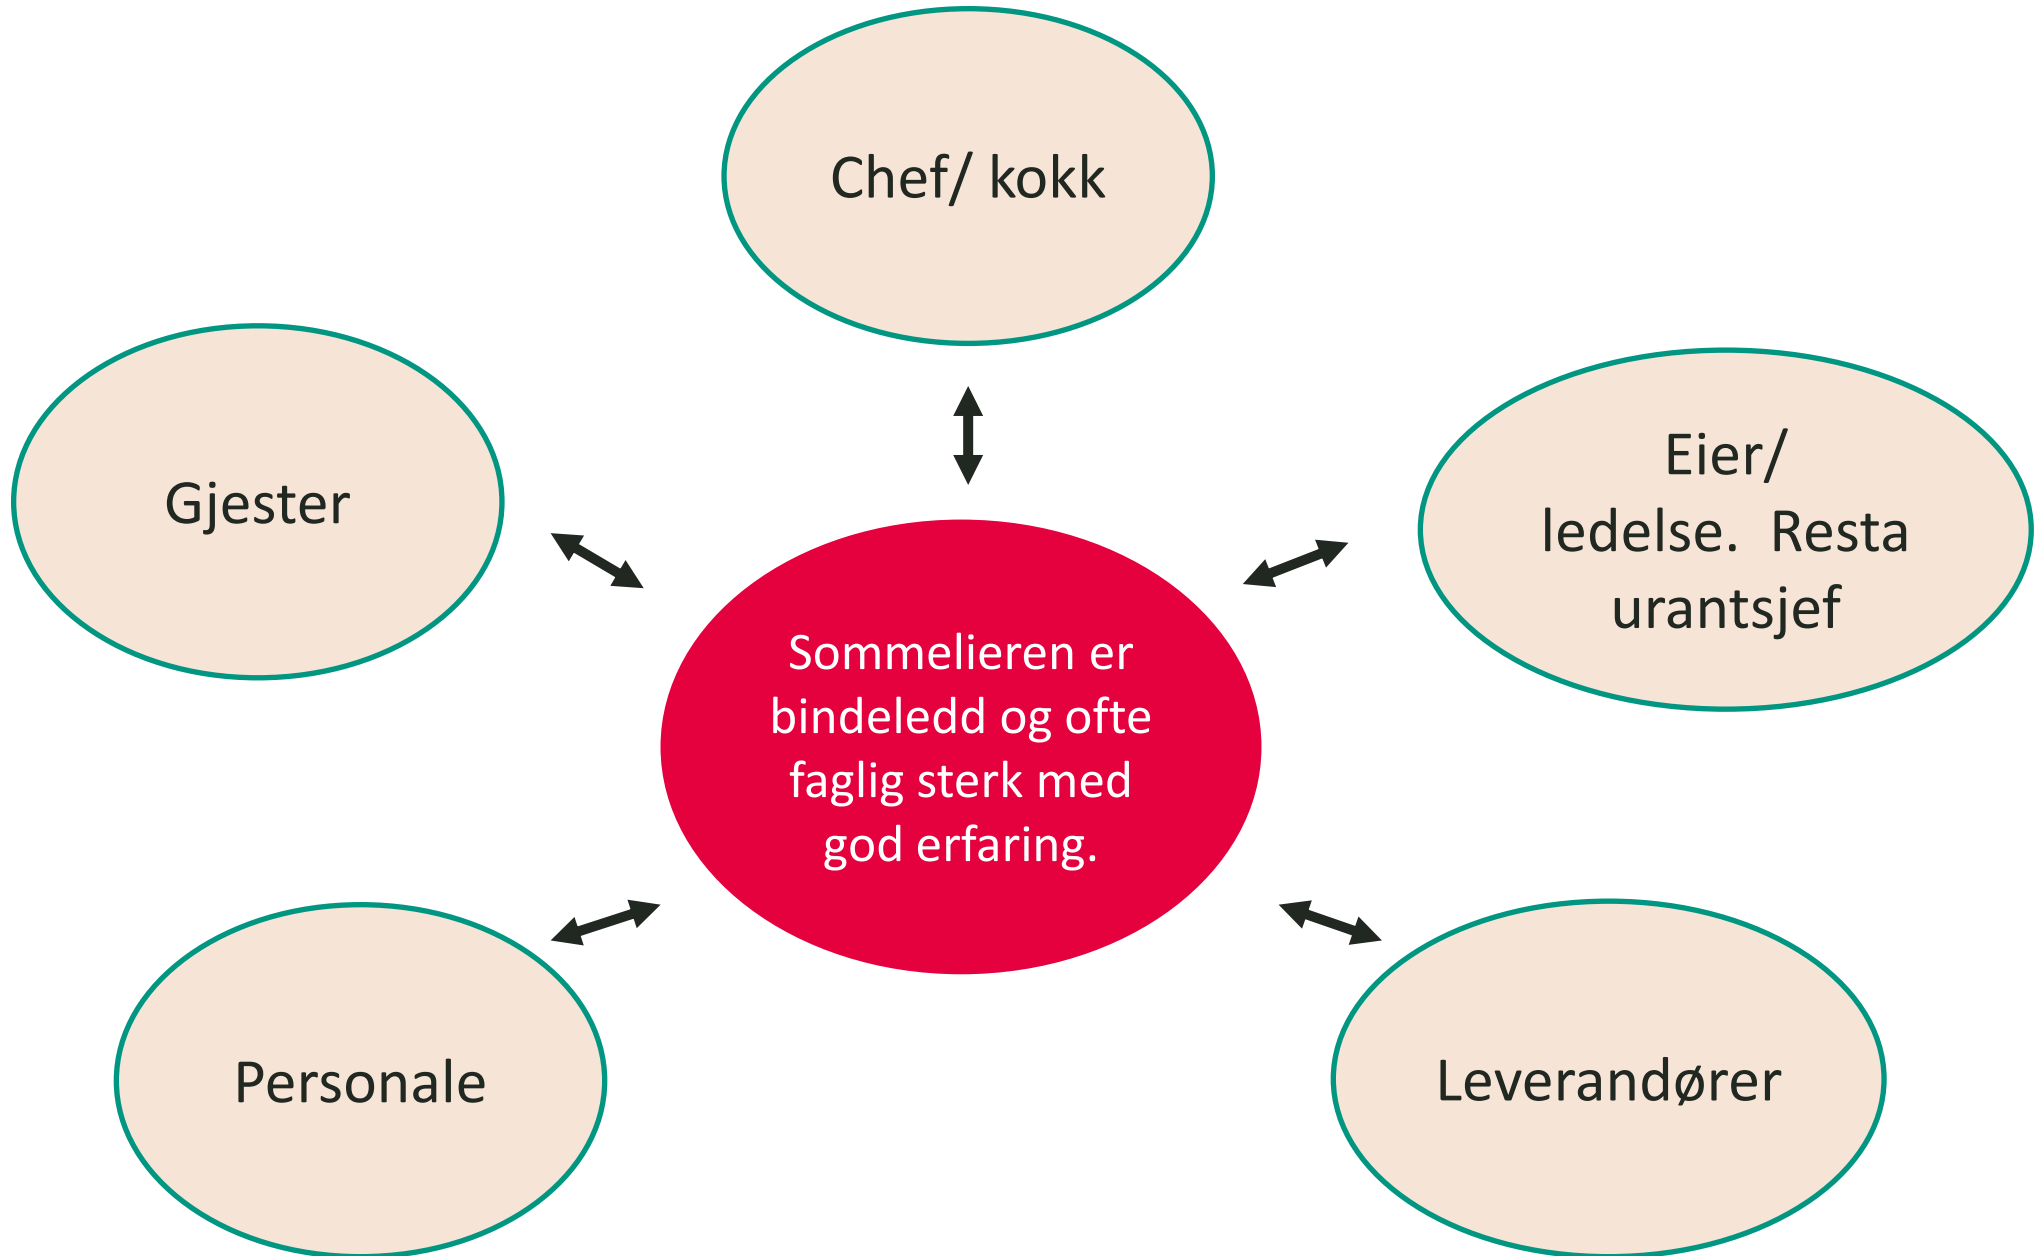 Chef/ kokk
Gjester
Eier/
ledelse.  Resta
urantsjef
Sommelieren er
bindeledd og ofte
faglig sterk med
god erfaring.
Personale
Leverandører